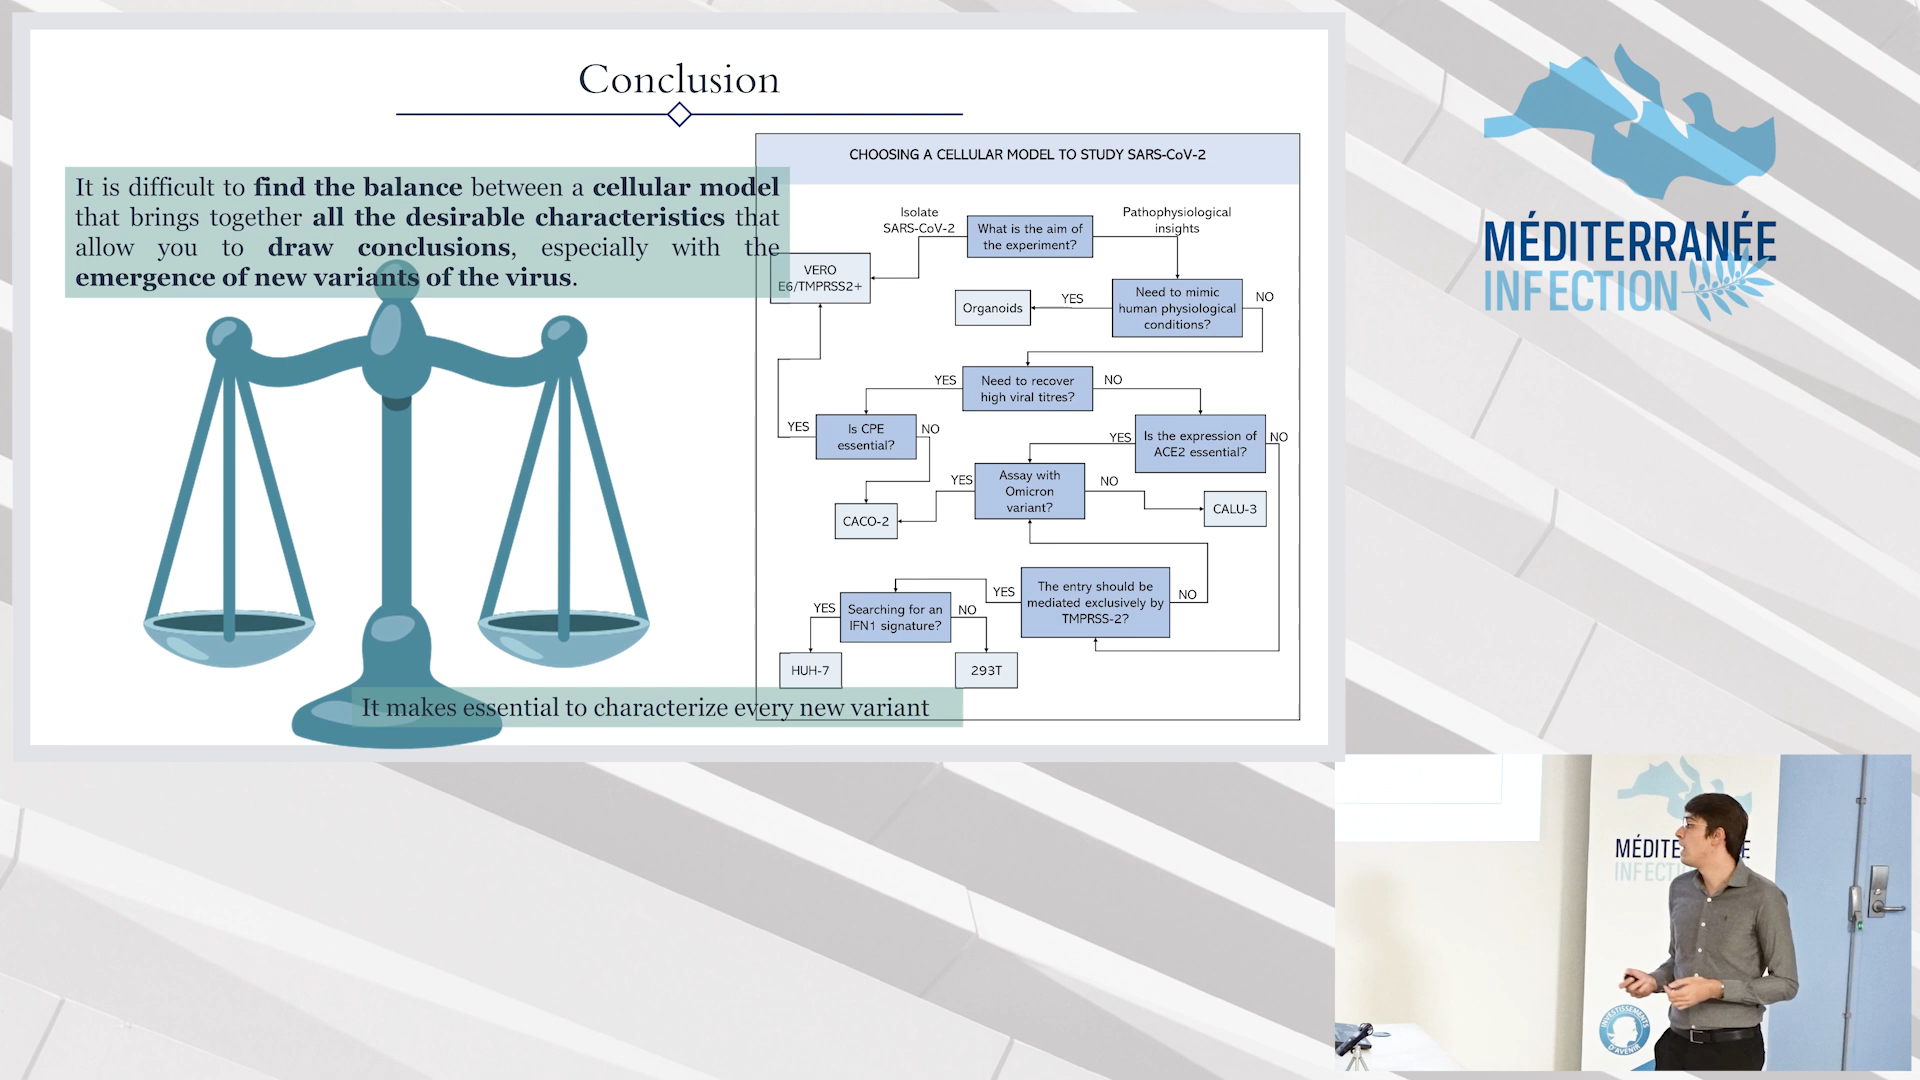 Conclusion
It is difficult to find the balance between a cellular model
that brings together all the desirable characteristics that
allow you to draw conclusions, especially with the
emergence of new variants of the virus.
CHOOSING A CELLULAR MODEL TO STUDY SARS-CoV-2
Isolate
SARS-CoV-2
What is the aim of
the experiment?
Pathophysiological
insights
VERO
E6/TMPRSS2+
Organoids
YES
Need to mimic
human physiological
conditions?
NO
YES
Need to recover
high viral titres?
NO
YES
Is CPE
essential?
NO
YES
Is the expression of
ACE2 essential?
NO
YES
Assay with
Omicron
variant?
NO
CACO-2
CALU-3
YES
The entry should be
mediated exclusively by
TMPRSS-2?
NO
YES
Searching for an
IFN1 signature?
NO
HUH-7
293T
It makes essential to characterize every new variant
MÉDITERRANÉE
INFECTION
INVESTISSEMENTS
D'AVENIR